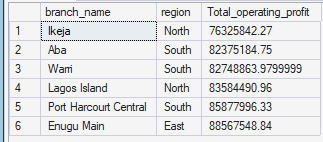 branch_name region Total_operating_profit
1 Ikeja North 76325842.27
2 Aba South 82375184.75
3 Warri South 82748863.9799999
4 Lagos Island North 83584490.96
5 Port Harcourt Central South 85877996.33
6 Enugu Main East 88567548.84